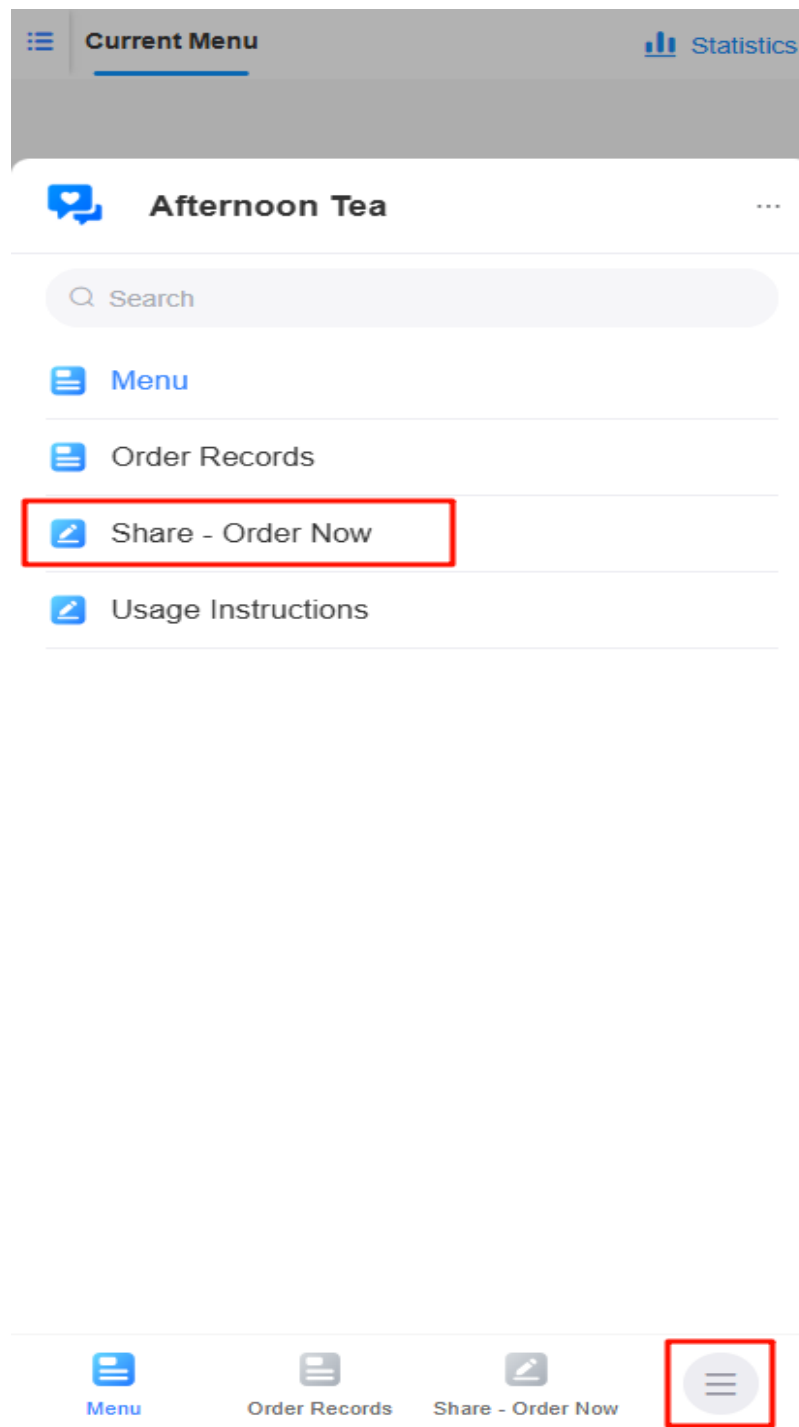 Current Menu
Statistics
Afternoon Tea
Search
Menu
Order Records
Share - Order Now
Usage Instructions
Menu
Order Records
Share - Order Now